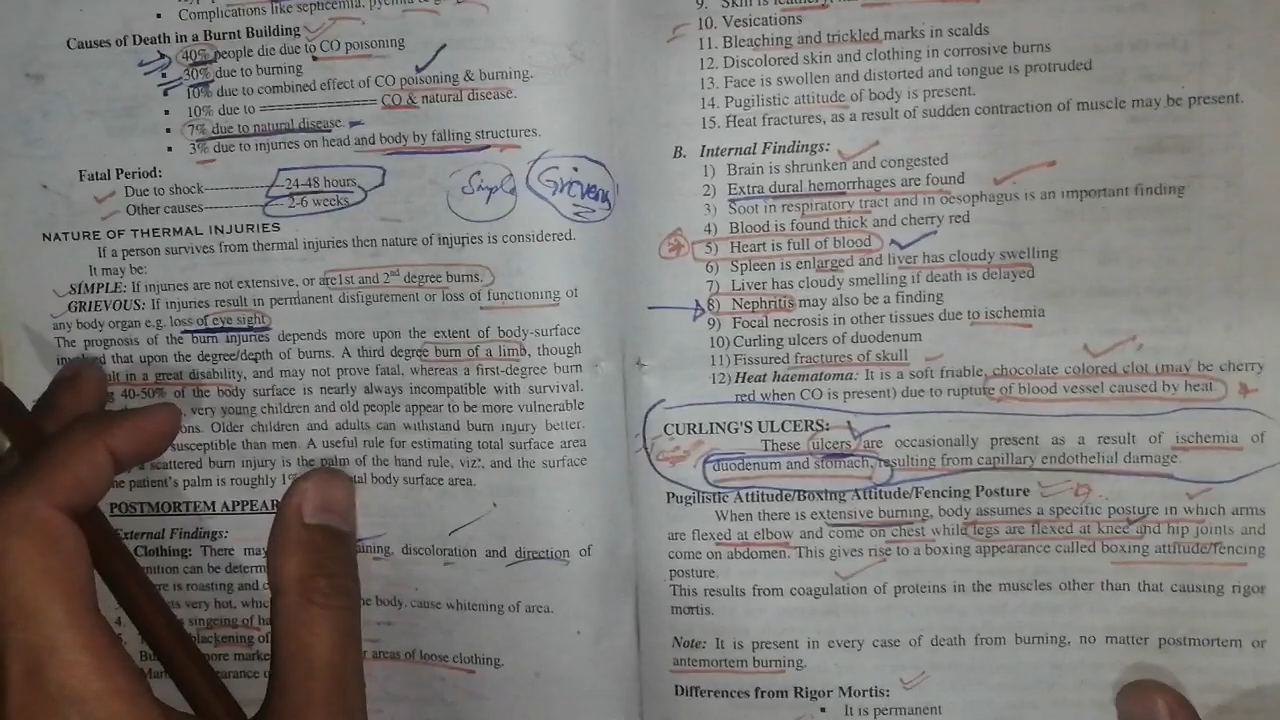 Complications like septicemia,
Causes of Death in a Burnt Building
40% people die due to CO poisoning
30% due to burning
10% due to combined effect of CO poisoning & burning.
10% due to CO & natural disease.
7% due to natural disease.
3% due to injuries on head and body by falling structures.
Fatal Period:
Due to shock 24-48 hours
Other causes 2-6 weeks
Simple
NATURE OF THERMAL INJURIES
If a person survives from thermal injuries then nature of injuries is considered.
It may be:
SIMPLE: If injuries are not extensive, or are1st and 2nd degree burns.
GRIEVOUS: If injuries result in permanent disfigurement or loss of functioning of
any body organ e.g. loss of eye sight
The prognosis of the burn injuries depends more upon the extent of body-surface
that upon the degree/depth of burns. A third degree burn of a limb, though
in a great disability, and may not prove fatal, whereas a first-degree burn
40-50% of the body surface is nearly always incompatible with survival.
very young children and old people appear to be more vulnerable
Older children and adults can withstand burn injury better.
susceptible than men. A useful rule for estimating total surface area
a scattered burn injury is the palm of the hand rule, viz., and the surface
patient's palm is roughly body surface area.
POSTMORTEM
External Findings:
Clothing: There may discoloration and direction of
can be
is roasting and
very hot, body, cause whitening of area.
4. singeing of
5. blackening of
more areas of loose clothing.
9. Skin is
10. Vesications
11. Bleaching and trickled marks in scalds
12. Discolored skin and clothing in corrosive burns
13. Face is swollen and distorted and tongue is protruded
14. Pugilistic attitude of body is present.
15. Heat fractures, as a result of sudden contraction of muscle may be present.
B. Internal Findings:
1) Brain is shrunken and congested
2) Extra dural hemorrhages are found
3) Soot in respiratory tract and in oesophagus is an important finding
4) Blood is found thick and cherry red
5) Heart is full of blood
6) Spleen is enlarged and liver has cloudy swelling
7) Liver has cloudy smelling if death is delayed
8) Nephritis may also be a finding
9) Focal necrosis in other tissues due to ischemia
10) Curling ulcers of duodenum
11) Fissured fractures of skull
12) Heat haematoma: It is a soft friable, chocolate colored clot (may be cherry
red when CO is present) due to rupture of blood vessel caused by heat
CURLING'S ULCERS:
These ulcers are occasionally present as a result of ischemia of
duodenum and stomach, resulting from capillary endothelial damage.
Pugilistic Attitude/Boxing Attitude/Fencing Posture
When there is extensive burning, body assumes a specific posture in which arms
are flexed at elbow and come on chest while legs are flexed at knee and hip joints and
come on abdomen. This gives rise to a boxing appearance called boxing attitude/fencing
posture.
This results from coagulation of proteins in the muscles other than that causing rigor
mortis.
Note: It is present in every case of death from burning, no matter postmortem or
antemortem burning.
Differences from Rigor Mortis:
It is permanent